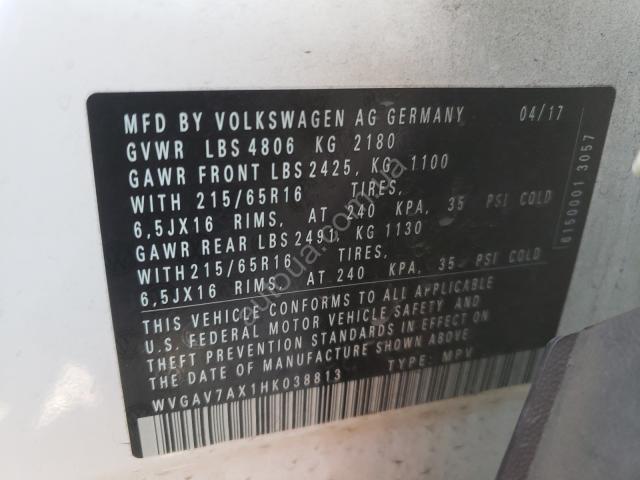 MFD BY VOLKSWAGEN AG GERMANY 04/17
GVWR LBS 4806 KG 2180
GAWR FRONT LBS 2425, KG 1100
WITH 215/65R16 TIRES,
6,5JX16 RIMS, AT 240 KPA, 35 PSI COLD
GAWR REAR LBS 2491, KG 1130
WITH 215/65R16 TIRES,
6,5JX16 RIMS, AT 240 KPA, 35 PSI COLD
THIS VEHICLE CONFORMS TO ALL APPLICABLE
U.S. FEDERAL MOTOR VEHICLE SAFETY AND
THEFT PREVENTION STANDARDS IN EFFECT ON
THE DATE OF MANUFACTURE SHOWN ABOVE.
WVGAV7AX1HK038813 TYPE: MPV
6150001 3057